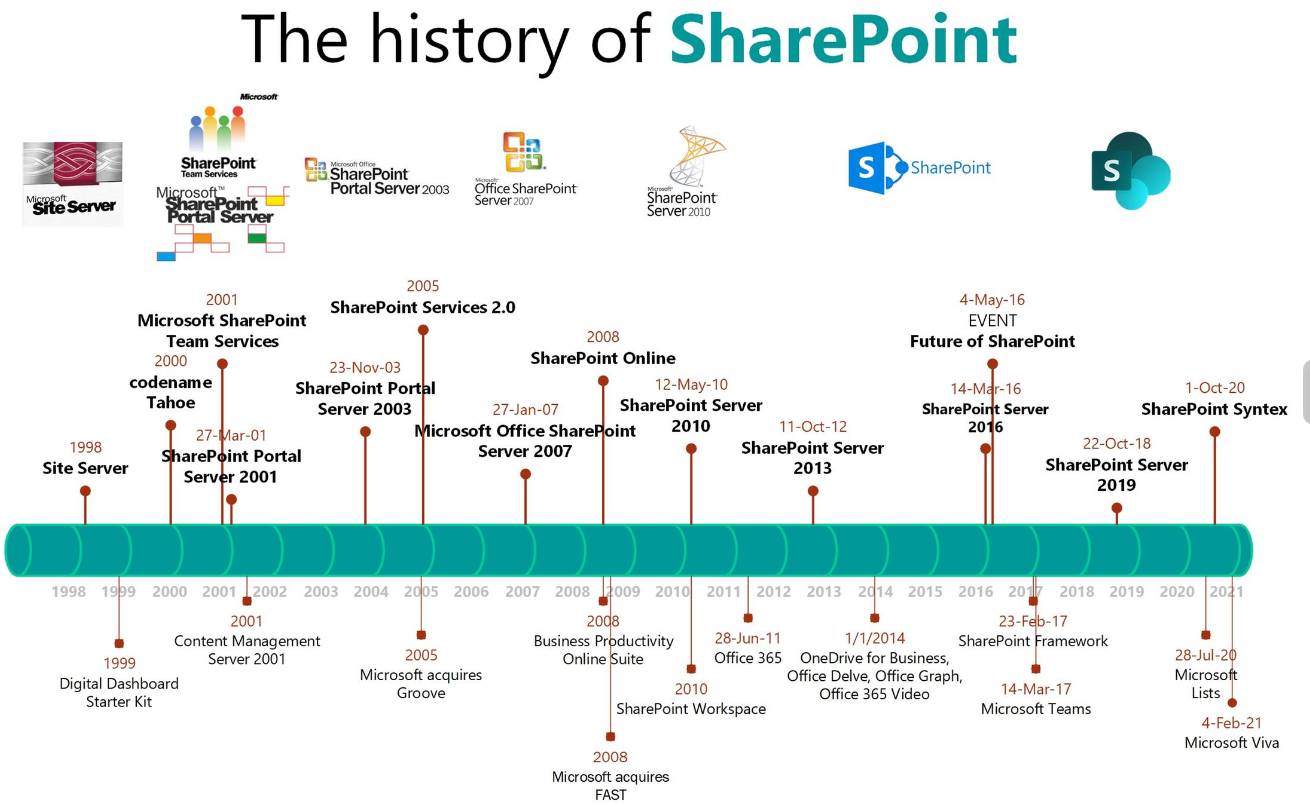 The history of SharePoint
Microsoft
Site Server
Microsoft
SharePoint
Team Services
Microsoft™
SharePoint
Portal Server
Microsoft Office
SharePoint
Portal Server 2003
Microsoft
Office SharePoint
Server 2007
Microsoft
SharePoint
Server 2010
S
SharePoint
S
1998
Site Server
2000
codename
Tahoe
2001
Microsoft SharePoint
Team Services
27-Mar-01
SharePoint Portal
Server 2001
23-Nov-03
SharePoint Portal
Server 2003
2005
SharePoint Services 2.0
27-Jan-07
Microsoft Office SharePoint
Server 2007
2008
SharePoint Online
12-May-10
SharePoint Server
2010
11-Oct-12
SharePoint Server
2013
4-May-16
EVENT
Future of SharePoint
14-Mar-16
SharePoint Server
2016
22-Oct-18
SharePoint Server
2019
1-Oct-20
SharePoint Syntex
1998 1999 2000 2001 2002 2003 2004 2005 2006 2007 2008 2009 2010 2011 2012 2013 2014 2015 2016 2017 2018 2019 2020 2021
1999
Digital Dashboard
Starter Kit
2001
Content Management
Server 2001
2005
Microsoft acquires
Groove
2008
Business Productivity
Online Suite
2008
Microsoft acquires
FAST
2010
SharePoint Workspace
28-Jun-11
Office 365
1/1/2014
OneDrive for Business,
Office Delve, Office Graph,
Office 365 Video
23-Feb-17
SharePoint Framework
14-Mar-17
Microsoft Teams
28-Jul-20
Microsoft
Lists
4-Feb-21
Microsoft Viva